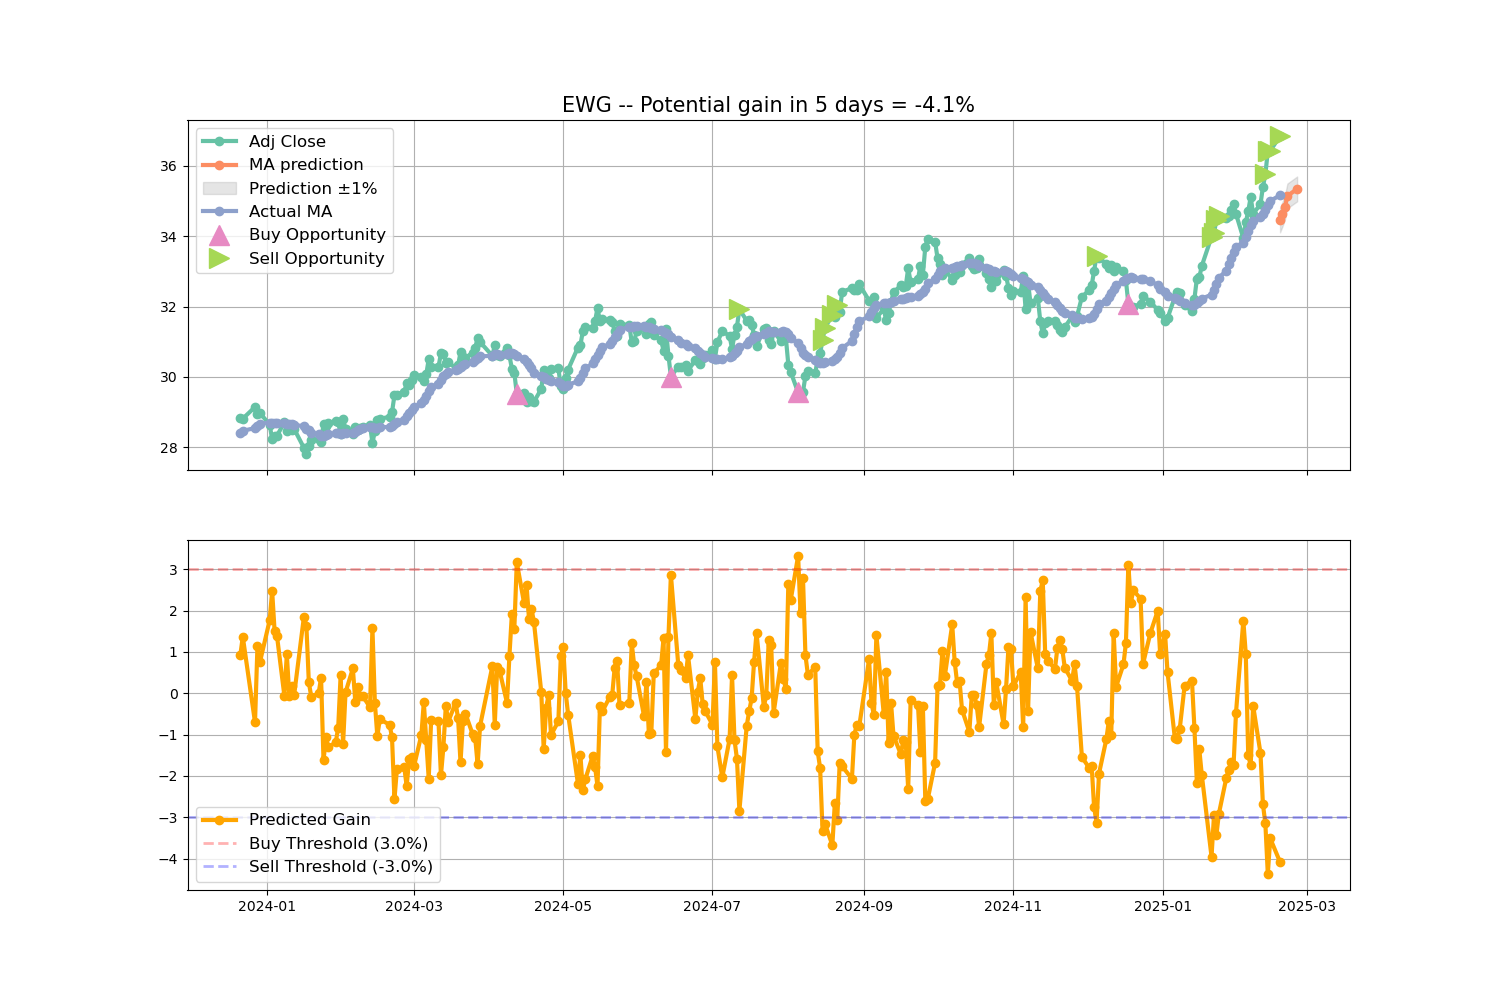 EWG -- Potential gain in 5 days = -4.1%
Adj Close
MA prediction
Prediction ±1%
Actual MA
Buy Opportunity
Sell Opportunity
36
34
32
30
28
3
2
1
0
−1
−2
−3
−4
Predicted Gain
Buy Threshold (3.0%)
Sell Threshold (-3.0%)
2024-01 2024-03 2024-05 2024-07 2024-09 2024-11 2025-01 2025-03